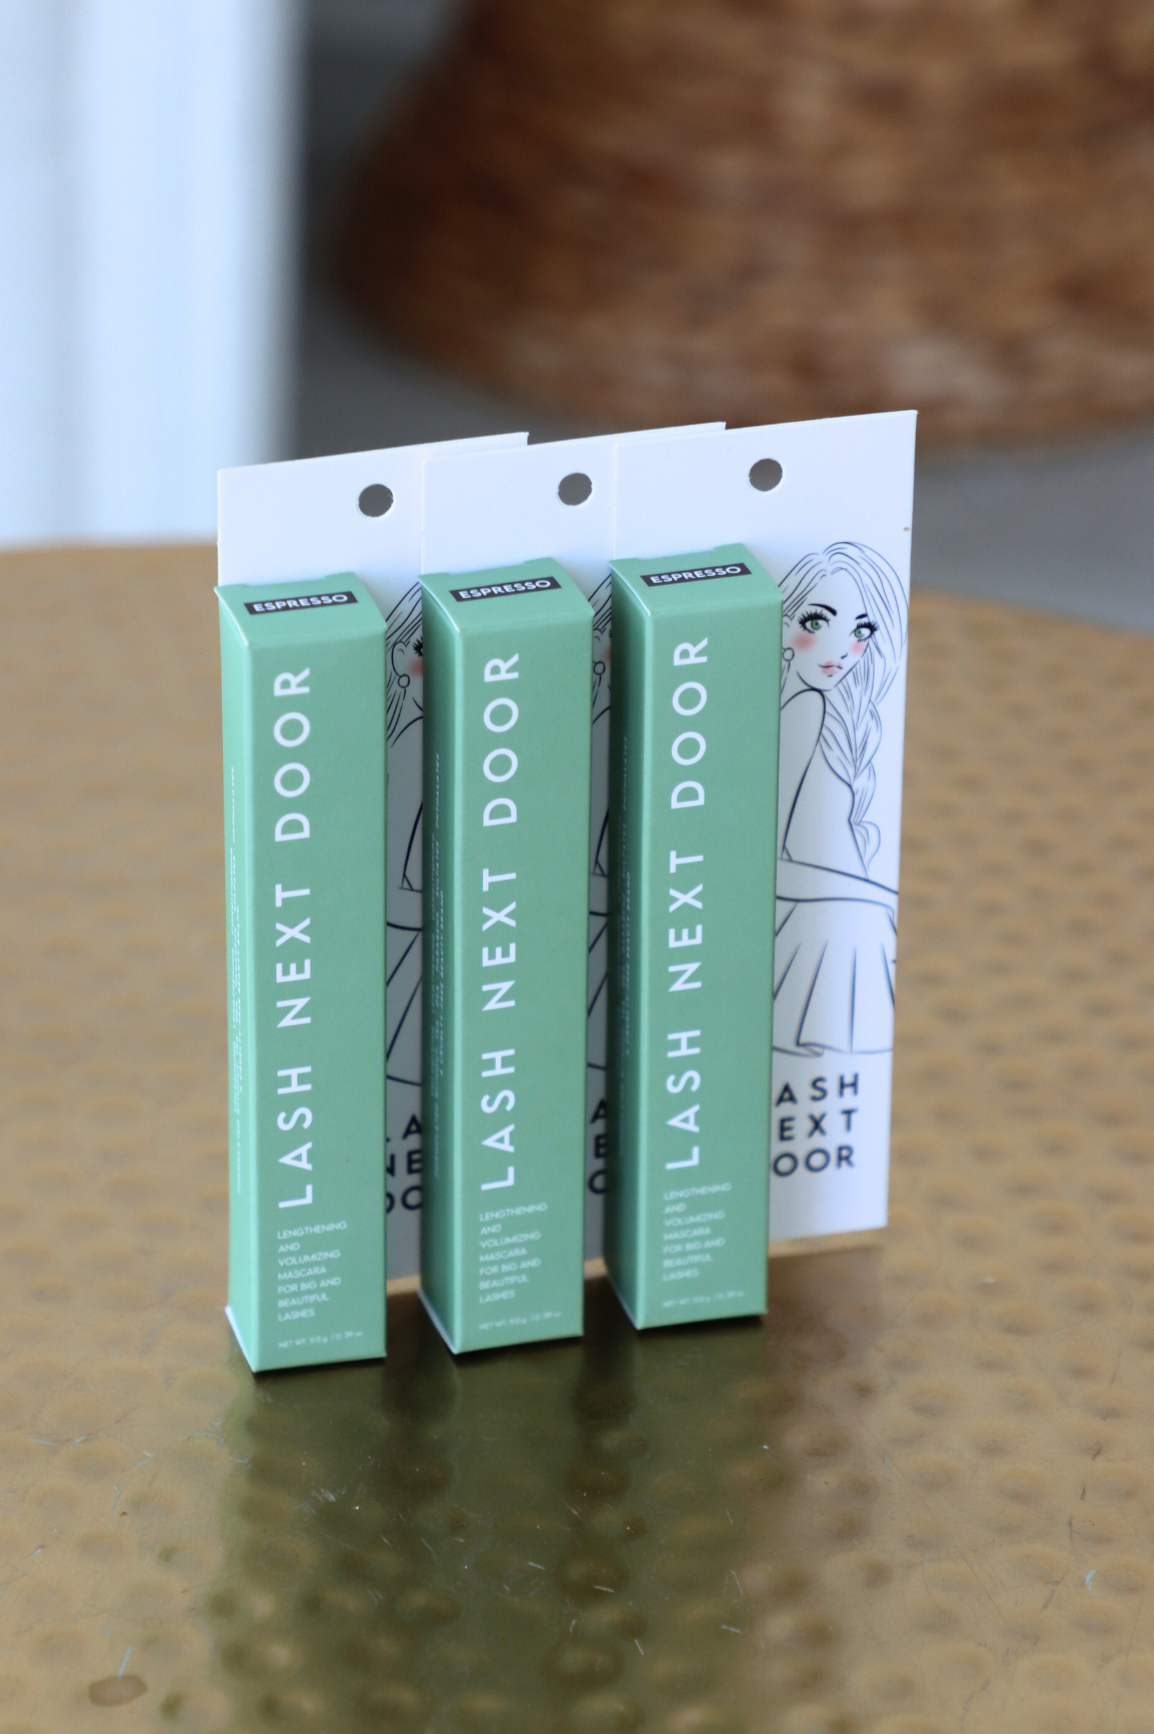 ESPRESSO
LASH NEXT DOOR
LENGTHENING
AND
VOLUMIZING
MASCARA
FOR BIG AND
BEAUTIFUL
LASHES
ESPRESSO
LASH NEXT DOOR
LENGTHENING
AND
VOLUMIZING
MASCARA
FOR BIG AND
BEAUTIFUL
LASHES
ESPRESSO
LASH NEXT DOOR
LENGTHENING
AND
VOLUMIZING
MASCARA
FOR BIG AND
BEAUTIFUL
LASHES
ASH
EXT
OOR